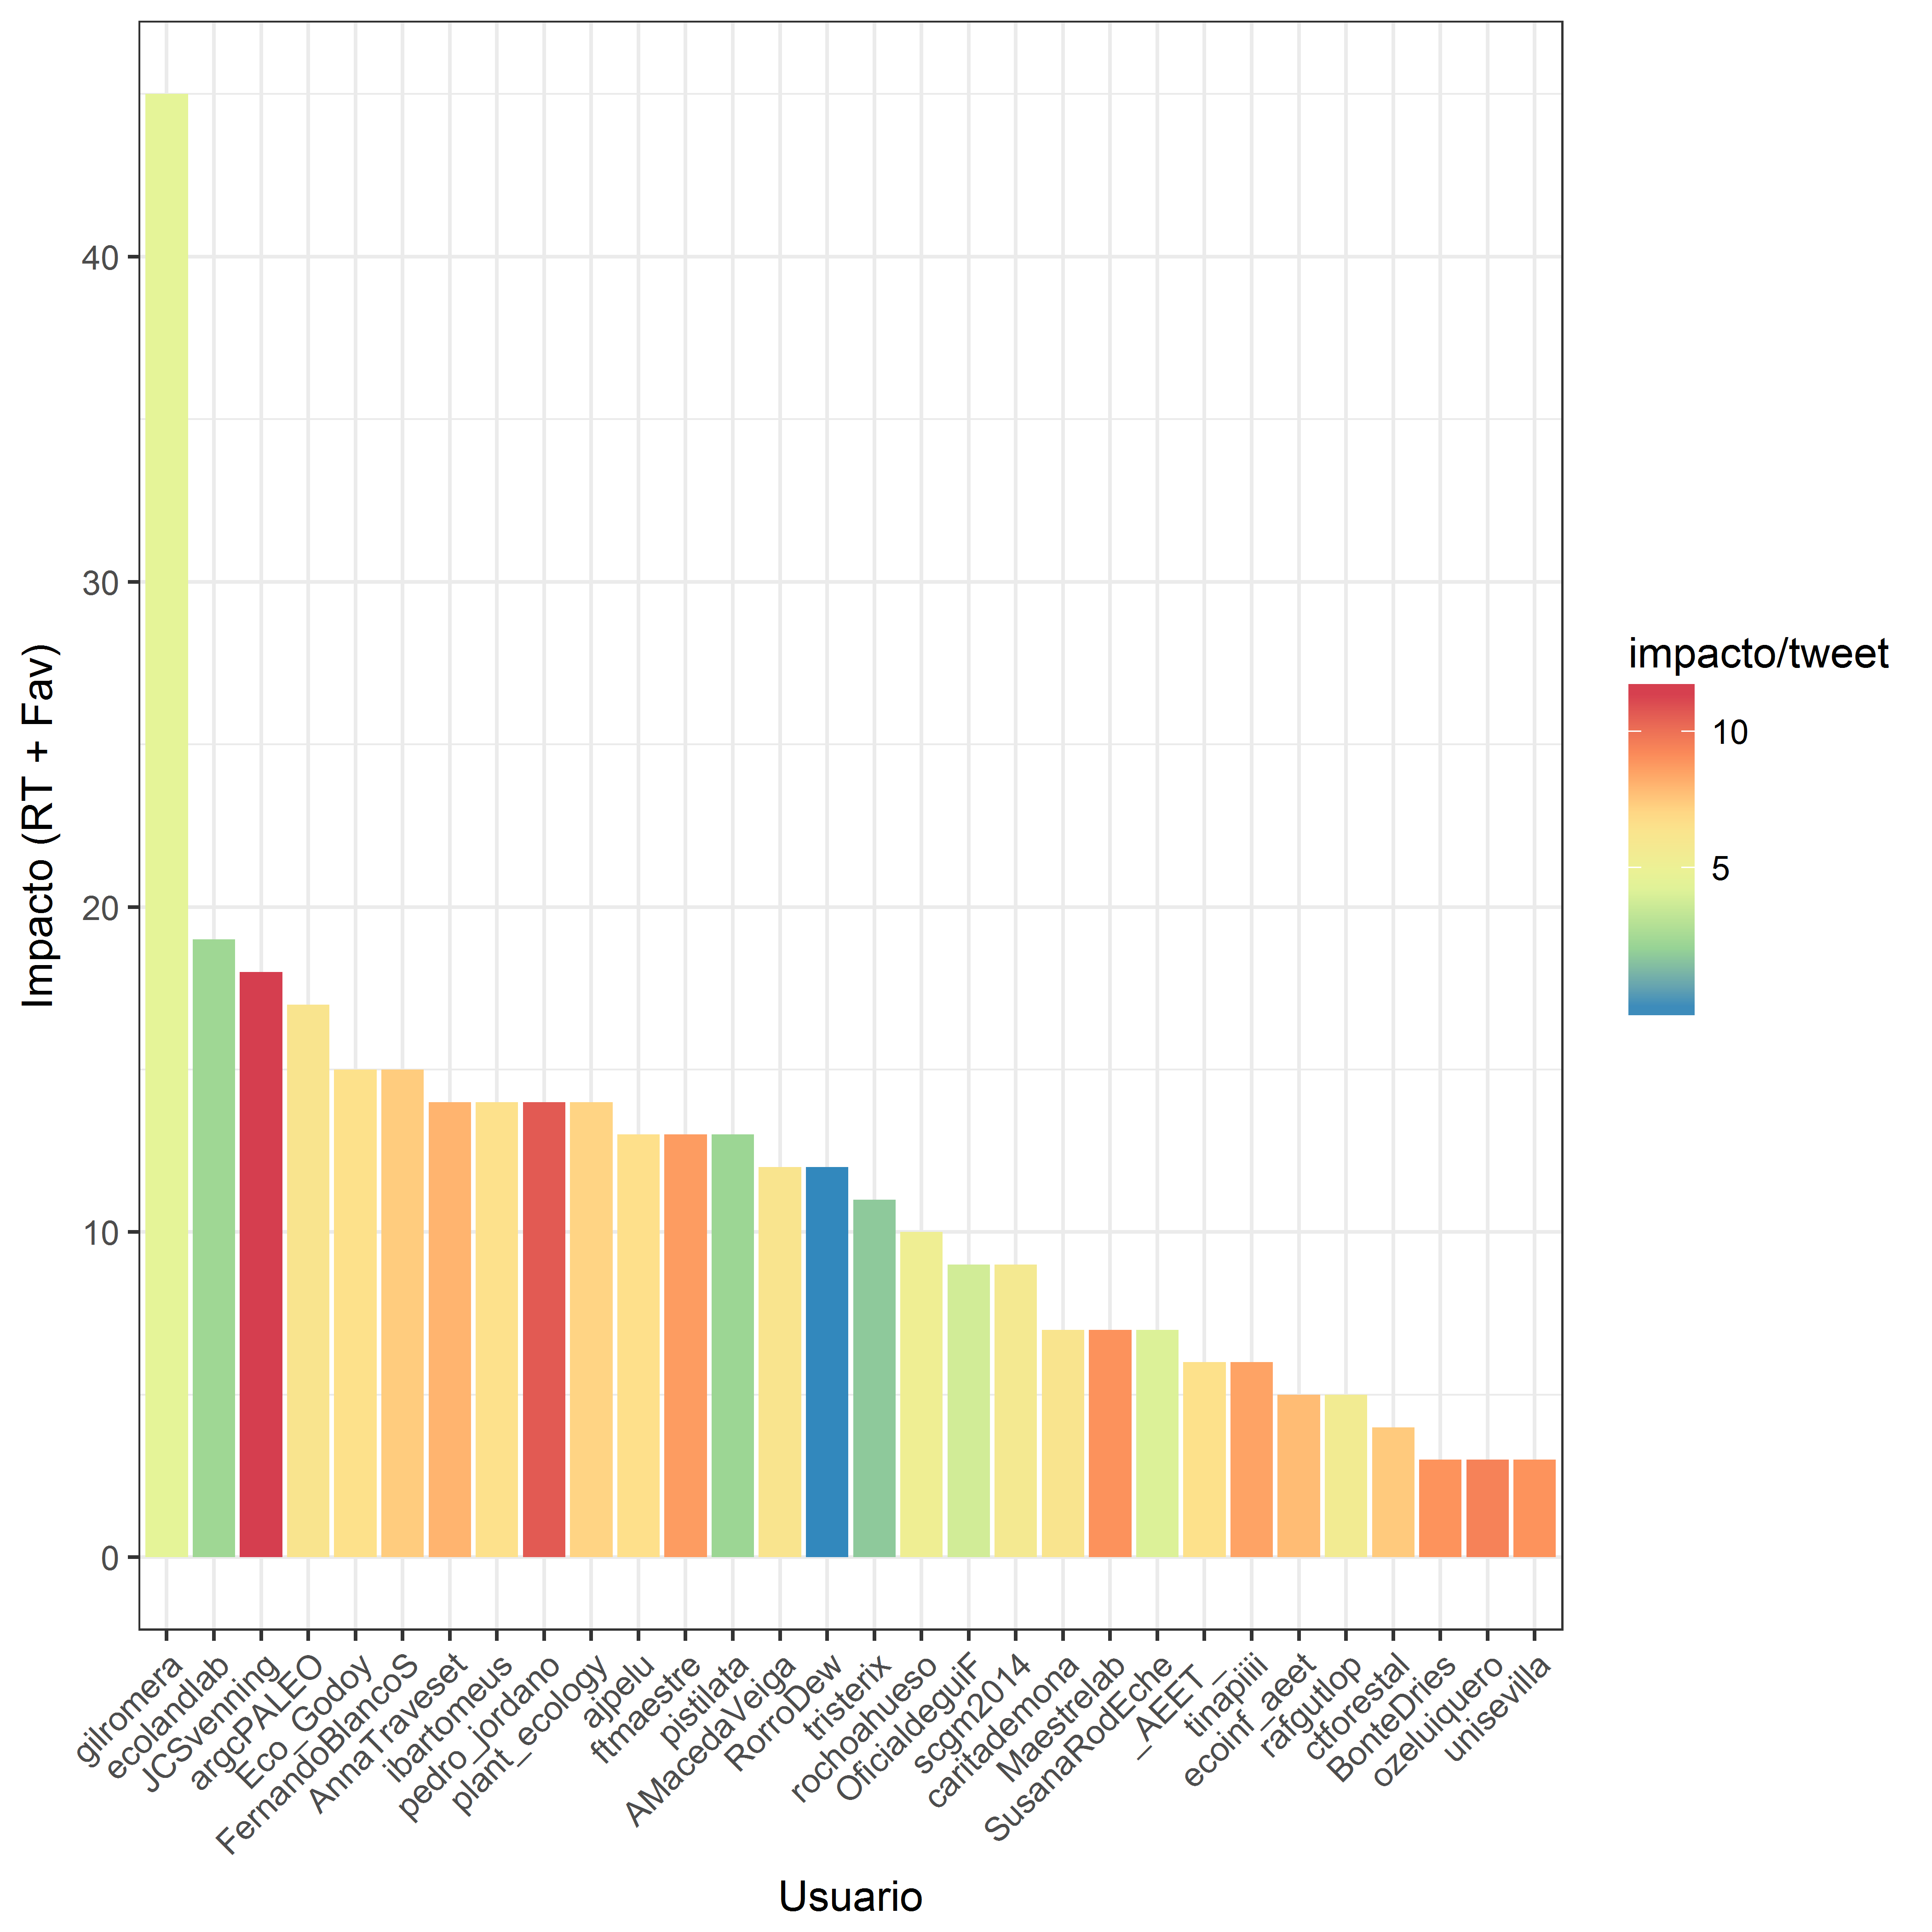 Impacto (RT + Fav)
40
30
20
10
0
gilromera
ecolandlab
JCSvenning
argcPALEO
Eco_Godoy
FernandoBlancoS
AnnaTraveset
ibartomeus
pedro_jordano
plant_ecology
ajpelu
ftmaestre
pistilata
AMacedaVeiga
RorroDew
tristerix
rochoahueso
OficialdeguiF
scgm2014
caritademona
Maestrelab
SusanaRodEche
_AEET_
tinapiiii
ecoinf_aeet
rafgutlop
ctforestal
BonteDries
ozeluiquero
unisevilla
Usuario
impacto/tweet
10
5